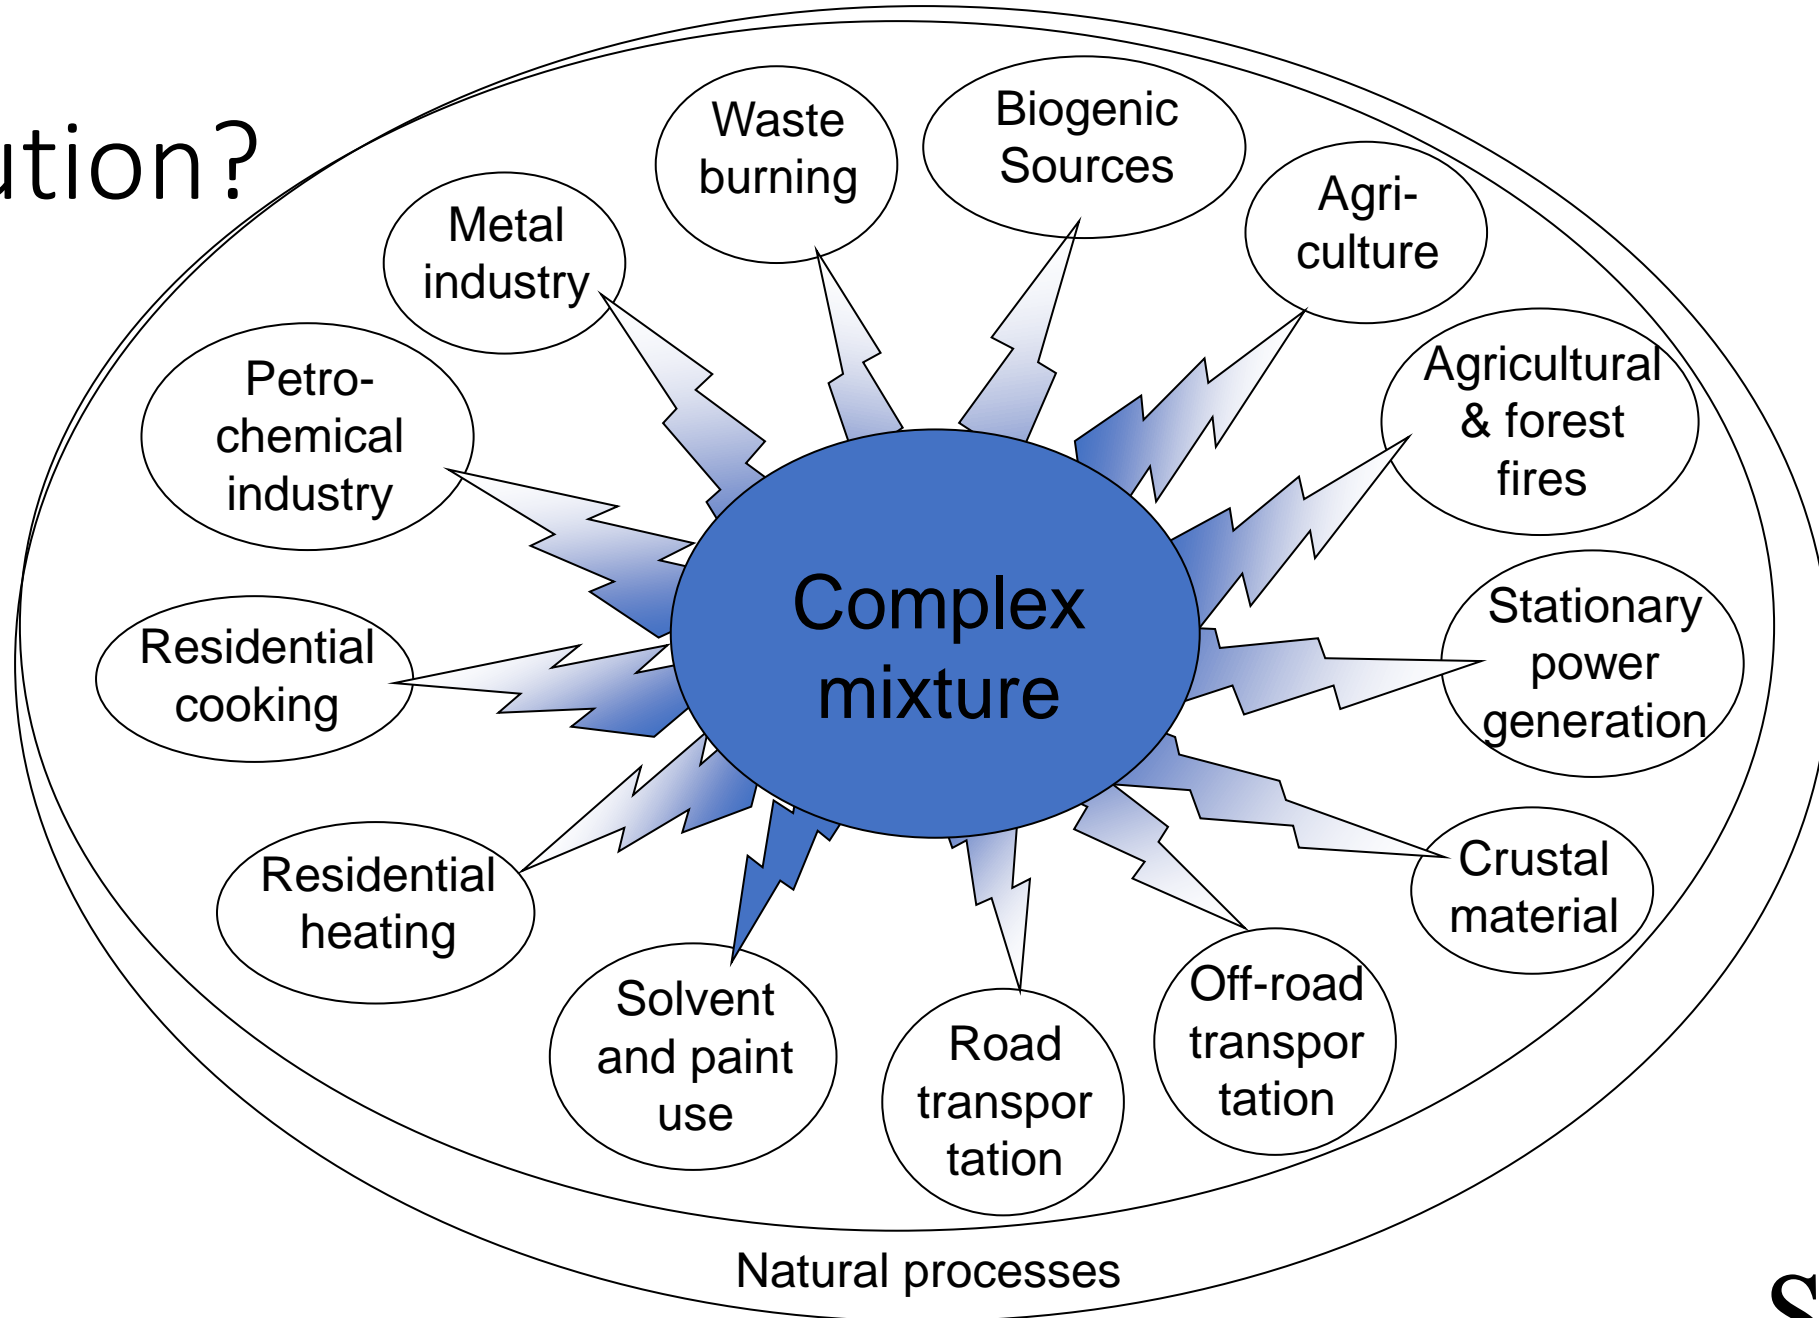 ution?
Waste
burning
Biogenic
Sources
Agri-
culture
Metal
industry
Agricultural
& forest
fires
Petro-
chemical
industry
Complex
mixture
Stationary
power
generation
Residential
cooking
Crustal
material
Residential
heating
Off-road
transpor
tation
Solvent
and paint
use
Road
transpor
tation
Natural processes
S